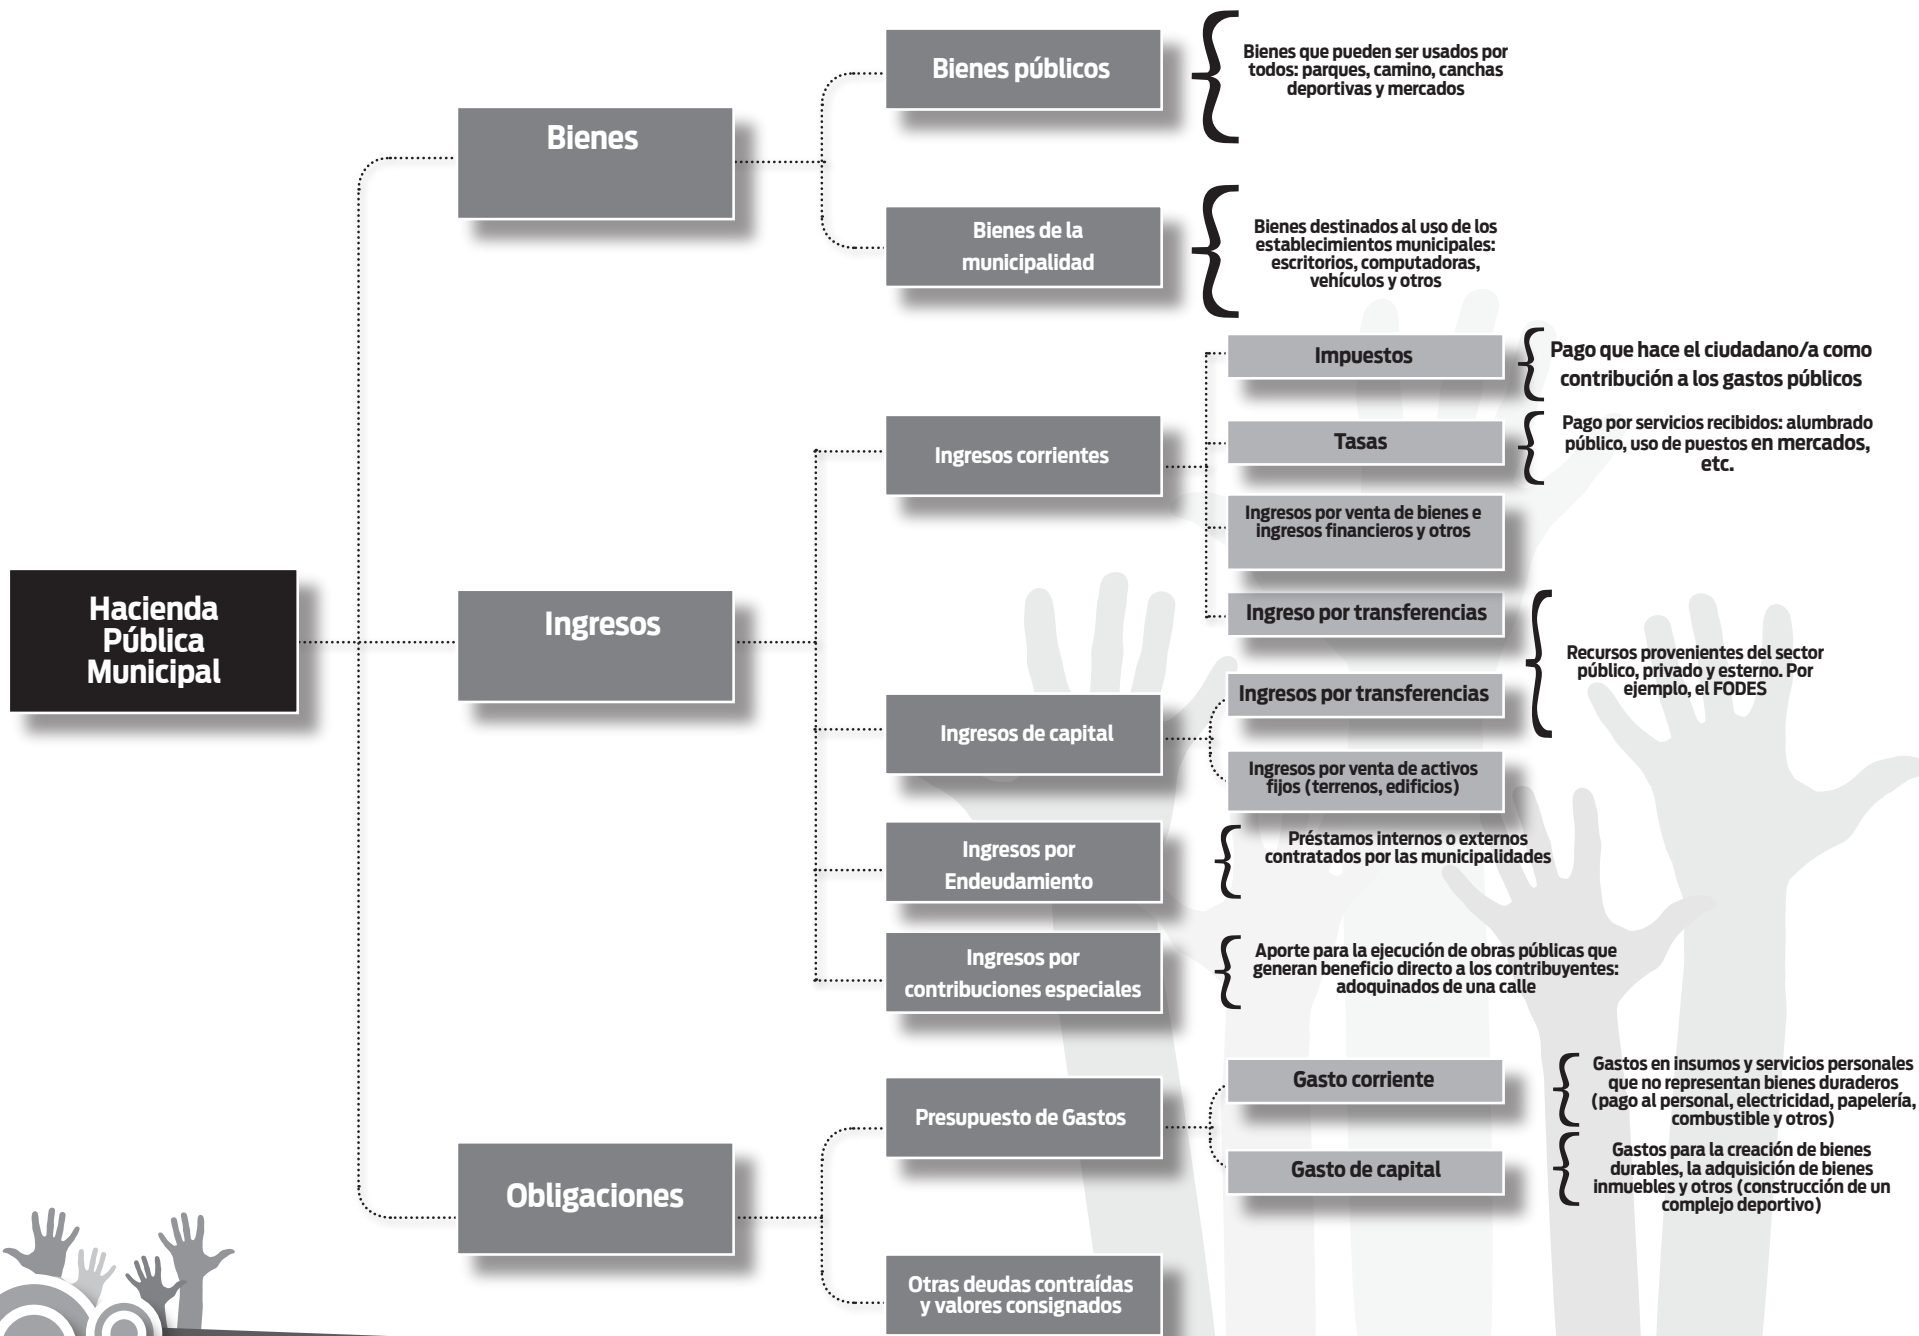 Bienes públicos
Bienes que pueden ser usados por
todos: parques, camino, canchas
deportivas y mercados
Bienes
Bienes de la
municipalidad
Bienes destinados al uso de los
establecimientos municipales:
escritorios, computadoras,
vehículos y otros
Impuestos
Pago que hace el ciudadano/a como
contribución a los gastos públicos
Ingresos corrientes
Tasas
Pago por servicios recibidos: alumbrado
público, uso de puestos en mercados,
etc.
Ingresos por venta de bienes e
ingresos financieros y otros
Hacienda
Pública
Municipal
Ingresos
Ingreso por transferencias
Recursos provenientes del sector
público, privado y esterno. Por
ejemplo, el FODES
Ingresos de capital
Ingresos por transferencias
Ingresos por venta de activos
fijos (terrenos, edificios)
Ingresos por
Endeudamiento
Préstamos internos o externos
contratados por las municipalidades
Ingresos por
contribuciones especiales
Aporte para la ejecución de obras públicas que
generan beneficio directo a los contribuyentes:
adoquinados de una calle
Obligaciones
Presupuesto de Gastos
Gasto corriente
Gastos en insumos y servicios personales
que no representan bienes duraderos
(pago al personal, electricidad, papelería,
combustible y otros)
Gasto de capital
Gastos para la creación de bienes
durables, la adquisición de bienes
inmuebles y otros (construcción de un
complejo deportivo)
Otras deudas contraídas
y valores consignados